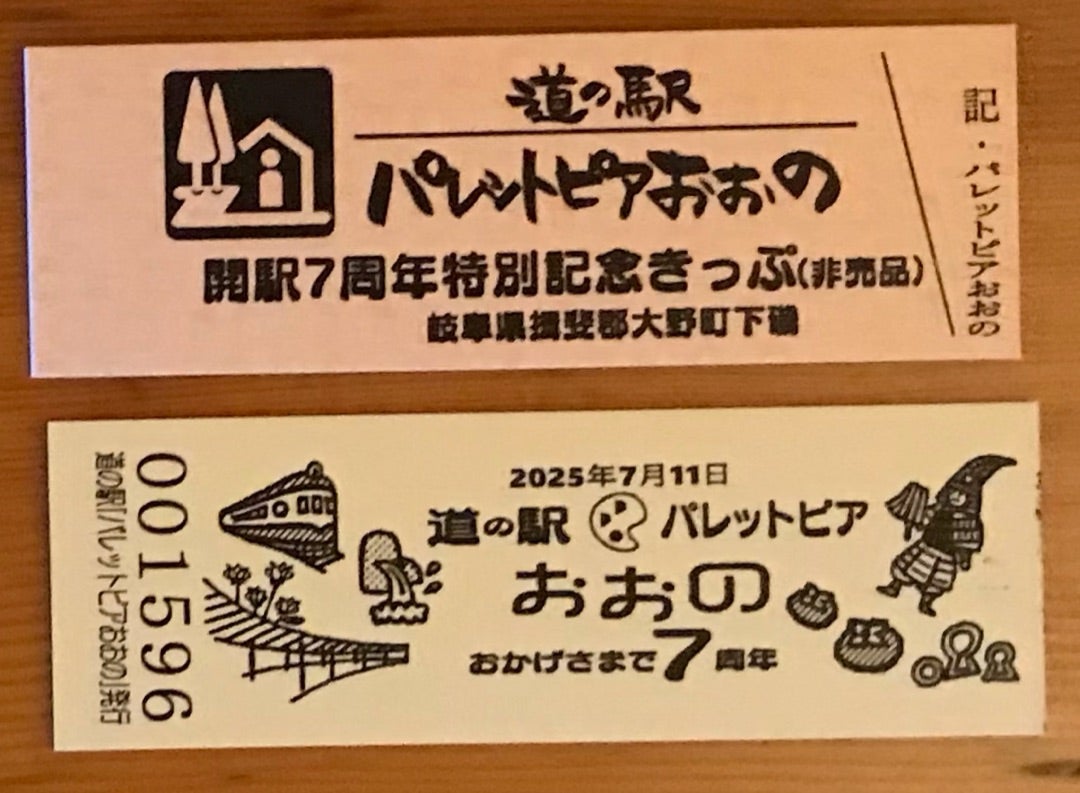 道の駅
パレットピアおおの
開駅7周年特別記念きっぷ(非売品)
岐阜県揖斐郡大野町下磯
記・パレットピアおおの
2025年7月11日
道の駅 パレットピア
おおの
おかげさまで7周年
001596
道の駅「パレットピアおおの」発行